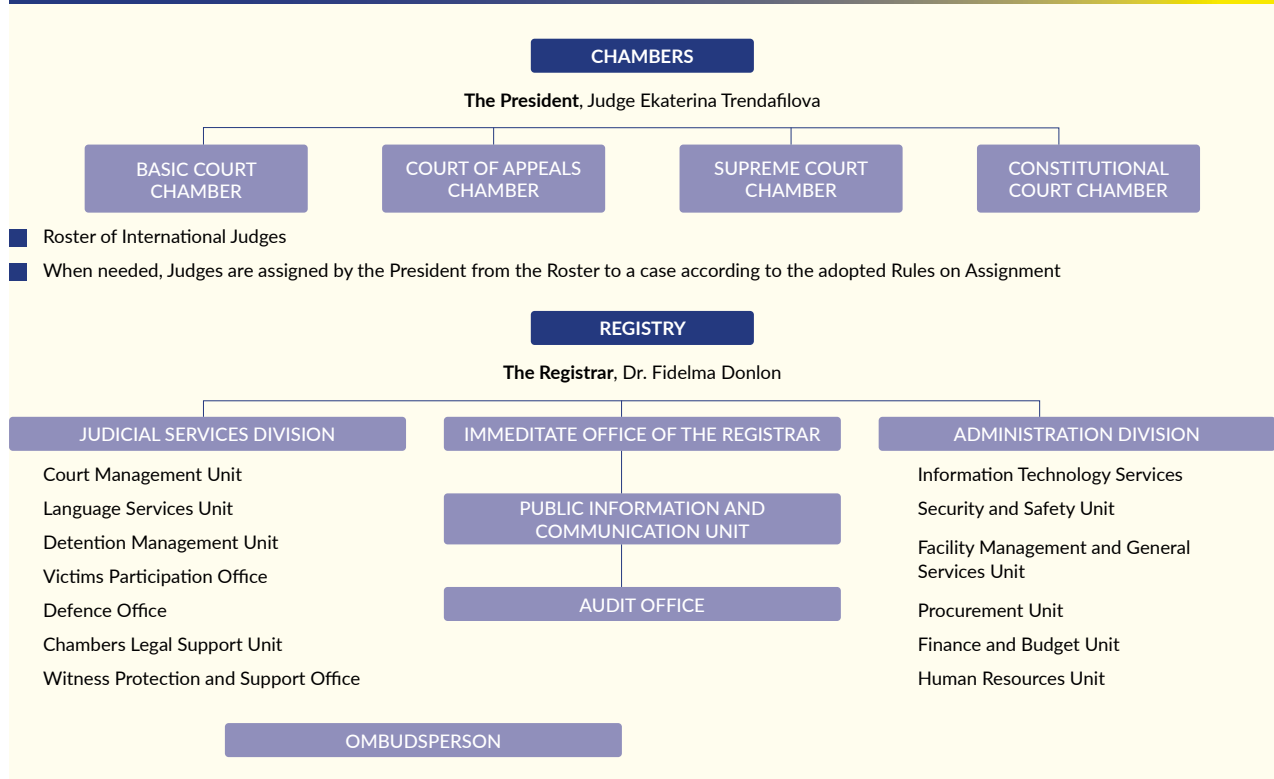 CHAMBERS
The President, Judge Ekaterina Trendafilova
BASIC COURT
CHAMBER
COURT OF APPEALS
CHAMBER
SUPREME COURT
CHAMBER
CONSTITUTIONAL
COURT CHAMBER
Roster of International Judges
When needed, Judges are assigned by the President from the Roster to a case according to the adopted Rules on Assignment
REGISTRY
The Registrar, Dr. Fidelma Donlon
JUDICIAL SERVICES DIVISION
Court Management Unit
Language Services Unit
Detention Management Unit
Victims Participation Office
Defence Office
Chambers Legal Support Unit
Witness Protection and Support Office
IMMEDITATE OFFICE OF THE REGISTRAR
PUBLIC INFORMATION AND
COMMUNICATION UNIT
AUDIT OFFICE
ADMINISTRATION DIVISION
Information Technology Services
Security and Safety Unit
Facility Management and General
Services Unit
Procurement Unit
Finance and Budget Unit
Human Resources Unit
OMBUDSPERSON